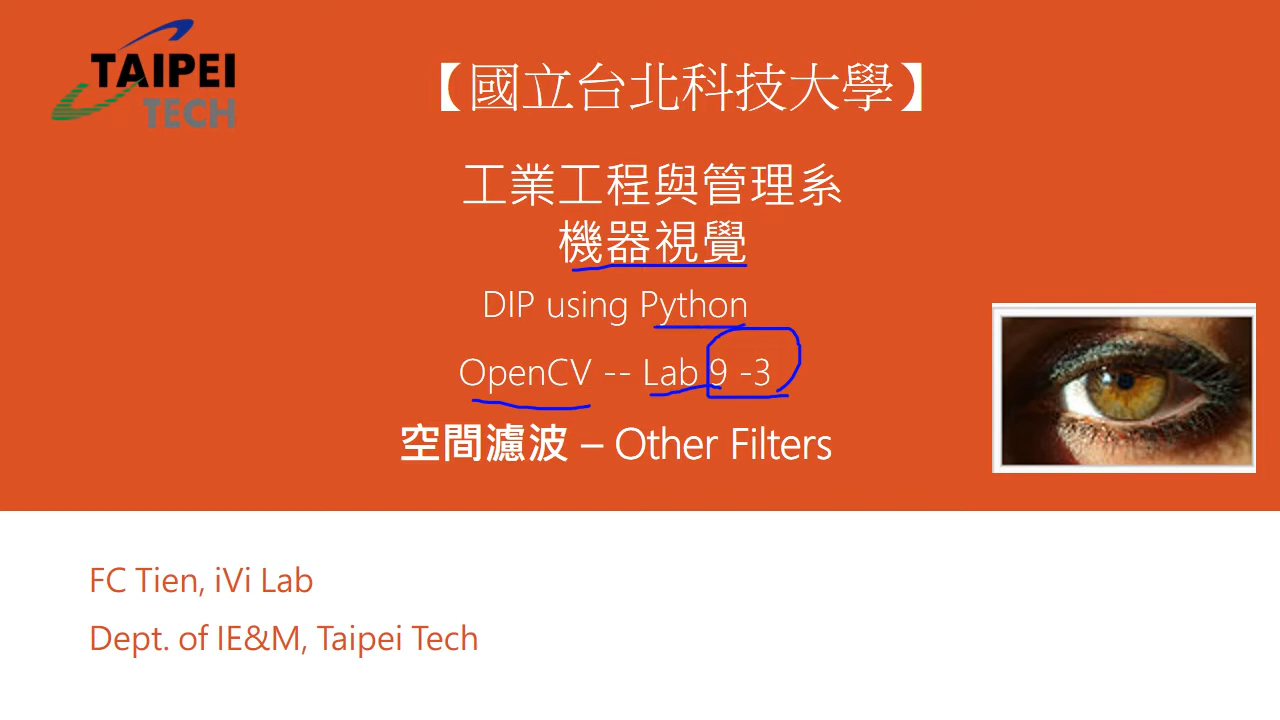 TAIPEI
TECH
【國立台北科技大學】
工業工程與管理系
機器視覺
DIP using Python
OpenCV -- Lab 9 -3
空間濾波 – Other Filters
FC Tien, iVi Lab
Dept. of IE&M, Taipei Tech